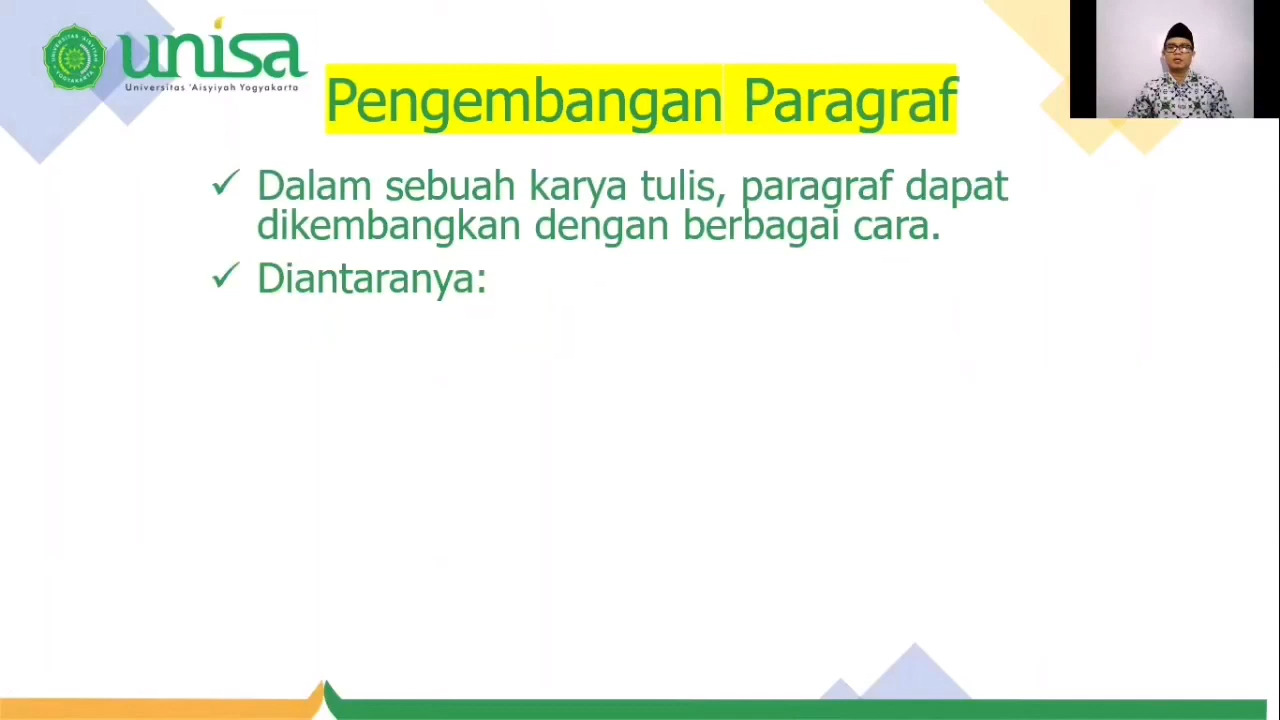 unisa
Universitas 'Aisyiyah Yogyakarta
Pengembangan Paragraf
✓ Dalam sebuah karya tulis, paragraf dapat
dikembangkan dengan berbagai cara.
✓ Diantaranya: